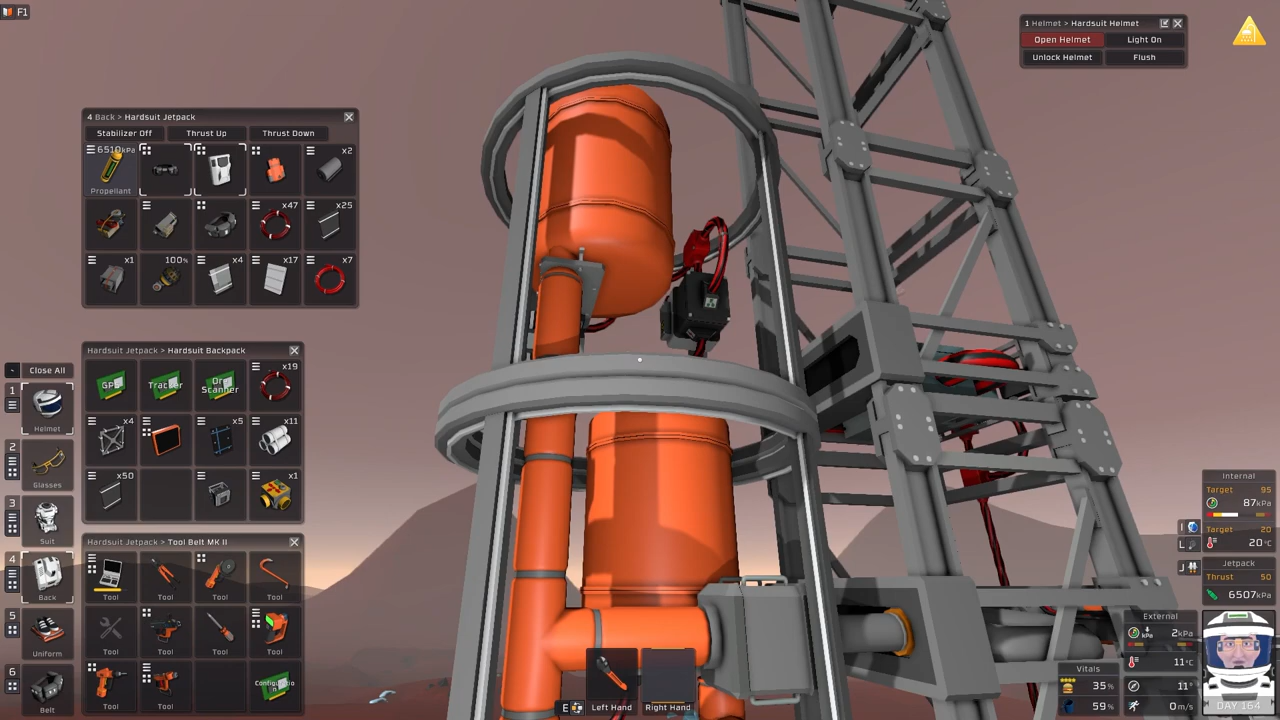 F1
1 Helmet > Hardsuit Helmet
Open Helmet
Light On
Unlock Helmet
Flush
4 Back > Hardsuit Jetpack
Stabilizer Off
Thrust Up
Thrust Down
6510kPa
x2
Propellant
x47
x25
x1
100%
x4
x17
x7
Hardsuit Jetpack > Hardsuit Backpack
GPS
Tracker
Ore Scanner
x19
x4
x5
x11
x50
x1
Close All
1
Helmet
2
Glasses
3
Suit
4
Back
5
Uniform
6
Belt
Hardsuit Jetpack > Tool Belt MK II
Tool
Tool
Tool
Tool
Tool
Tool
Tool
Tool
Tool
Tool
Configuration
E
Left Hand
Right Hand
Internal
Target 95
87kPa
Target 20
20°C
I
L
J
Jetpack
Thrust 50
6507kPa
External
kPa
2kPa
11°C
11°
0m/s
Vitals
35%
59%
DAY 164